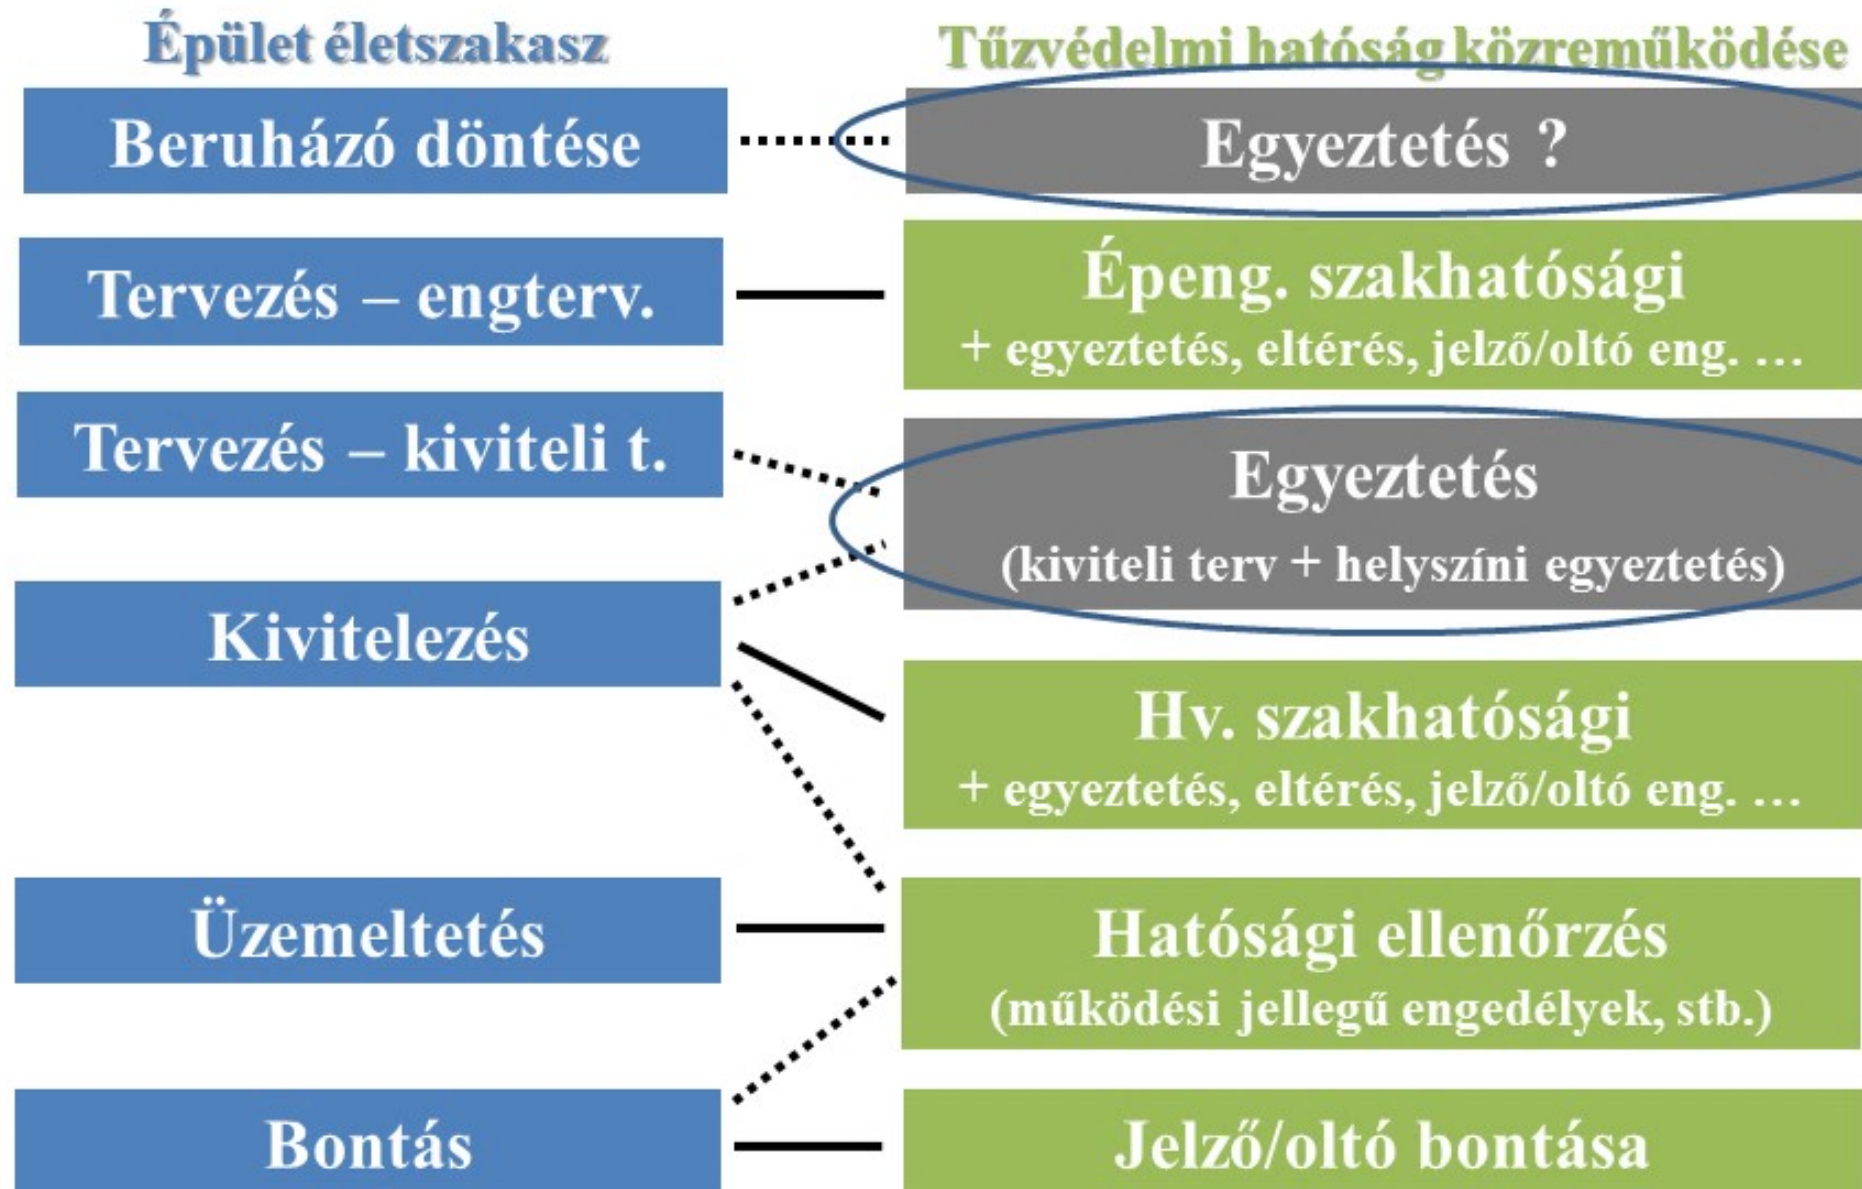 Épület életszakasz
Tűzvédelmi hatóság közreműködése
Beruházó döntése
Egyeztetés ?
Tervezés – engterv.
Épeng. szakhatósági
+ egyeztetés, eltérés, jelző/oltó eng. …
Tervezés – kiviteli t.
Egyeztetés
(kiviteli terv + helyszíni egyeztetés)
Kivitelezés
Hv. szakhatósági
+ egyeztetés, eltérés, jelző/oltó eng. …
Üzemeltetés
Hatósági ellenőrzés
(működési jellegű engedélyek, stb.)
Bontás
Jelző/oltó bontása